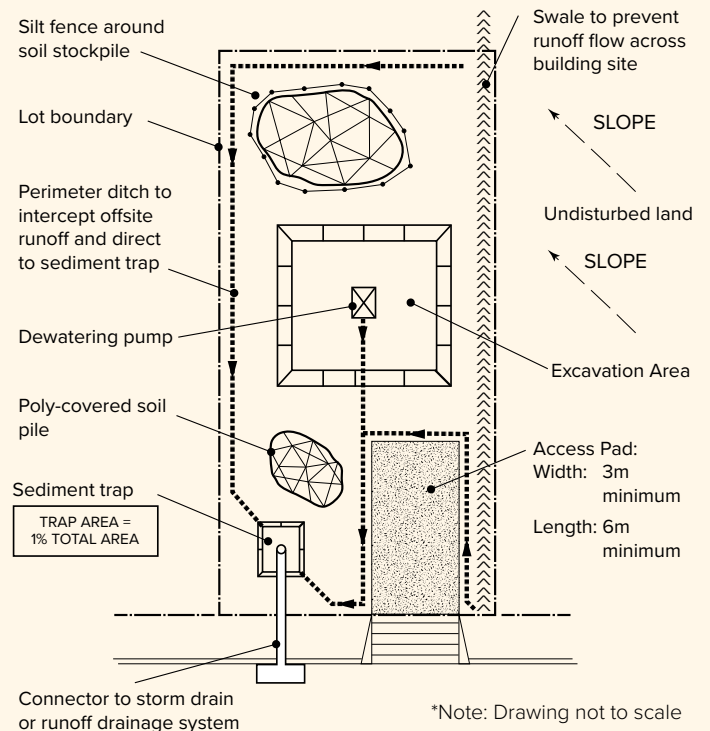 Silt fence around
soil stockpile
Lot boundary
Perimeter ditch to
intercept offsite
runoff and direct
to sediment trap
Dewatering pump
Poly-covered soil
pile
Sediment trap
TRAP AREA =
1% TOTAL AREA
Connector to storm drain
or runoff drainage system
Swale to prevent
runoff flow across
building site
SLOPE
Undisturbed land
SLOPE
Excavation Area
Access Pad:
Width: 3m
minimum
Length: 6m
minimum
*Note: Drawing not to scale